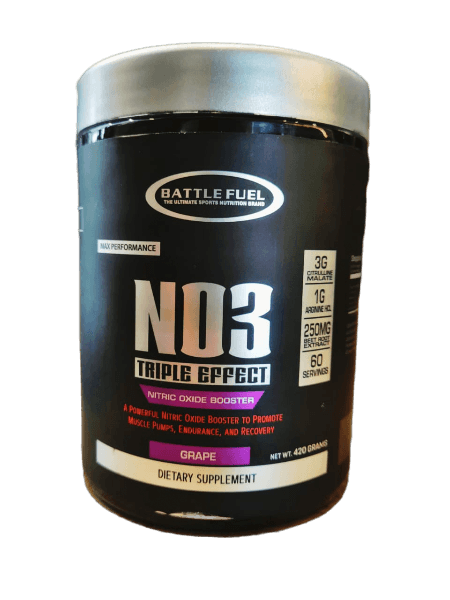 BATTLE FUEL
THE ULTIMATE SPORTS NUTRITION BRAND
MAX PERFORMANCE
NO3
TRIPLE EFFECT
NITRIC OXIDE BOOSTER
A POWERFUL NITRIC OXIDE BOOSTER TO PROMOTE
MUSCLE PUMPS, ENDURANCE, AND RECOVERY
GRAPE
DIETARY SUPPLEMENT
3G
CITRULLINE
MALATE
1G
ARGININE HCL
250MG
BEET ROOT
EXTRACT
60
SERVINGS
NET WT. 420 GRAMS